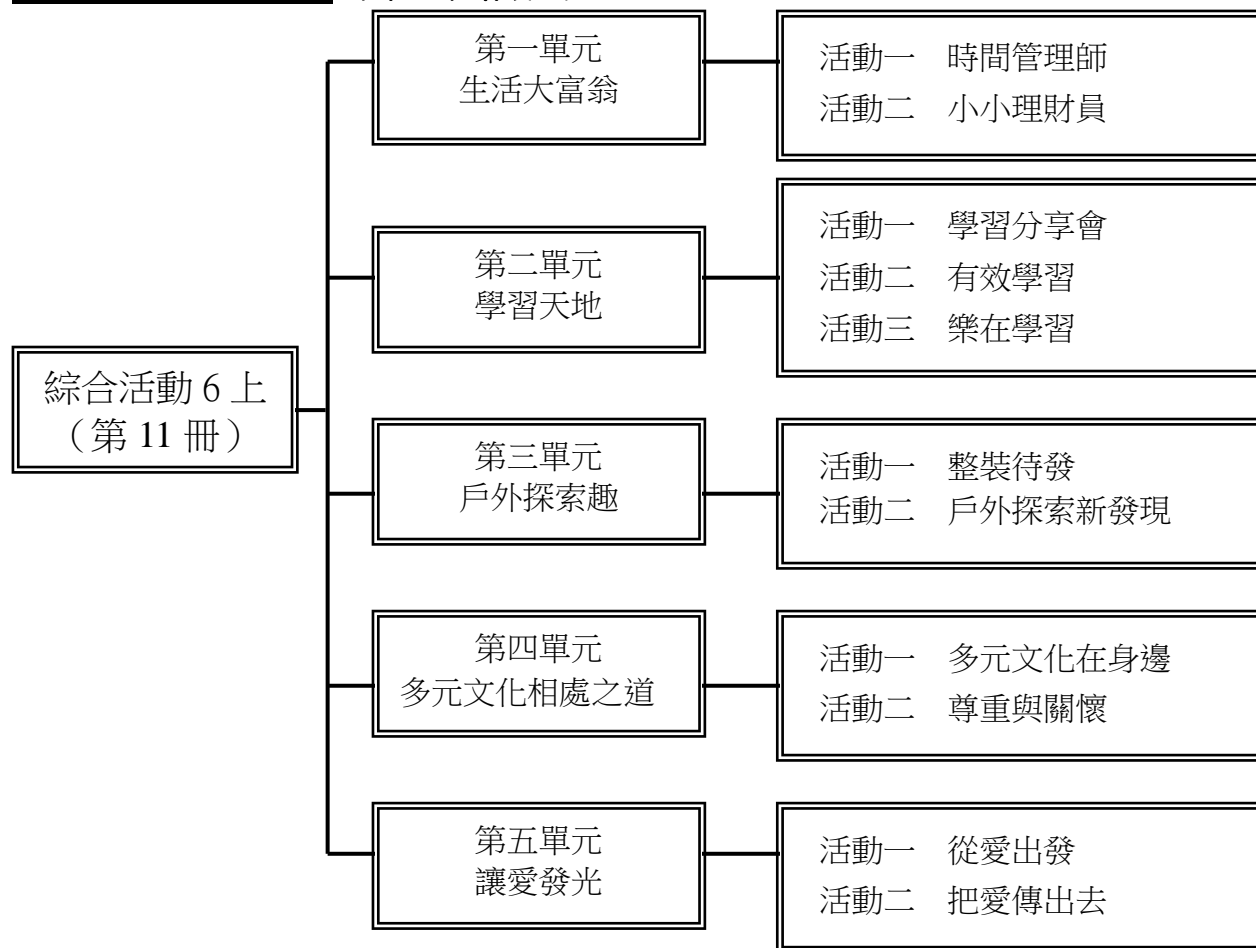 第一單元
生活大富翁
活動一 時間管理師
活動二 小小理財員
第二單元
學習天地
活動一 學習分享會
活動二 有效學習
活動三 樂在學習
綜合活動 6 上
（第 11 冊）
第三單元
戶外探索趣
活動一 整裝待發
活動二 戶外探索新發現
第四單元
多元文化相處之道
活動一 多元文化在身邊
活動二 尊重與關懷
第五單元
讓愛發光
活動一 從愛出發
活動二 把愛傳出去